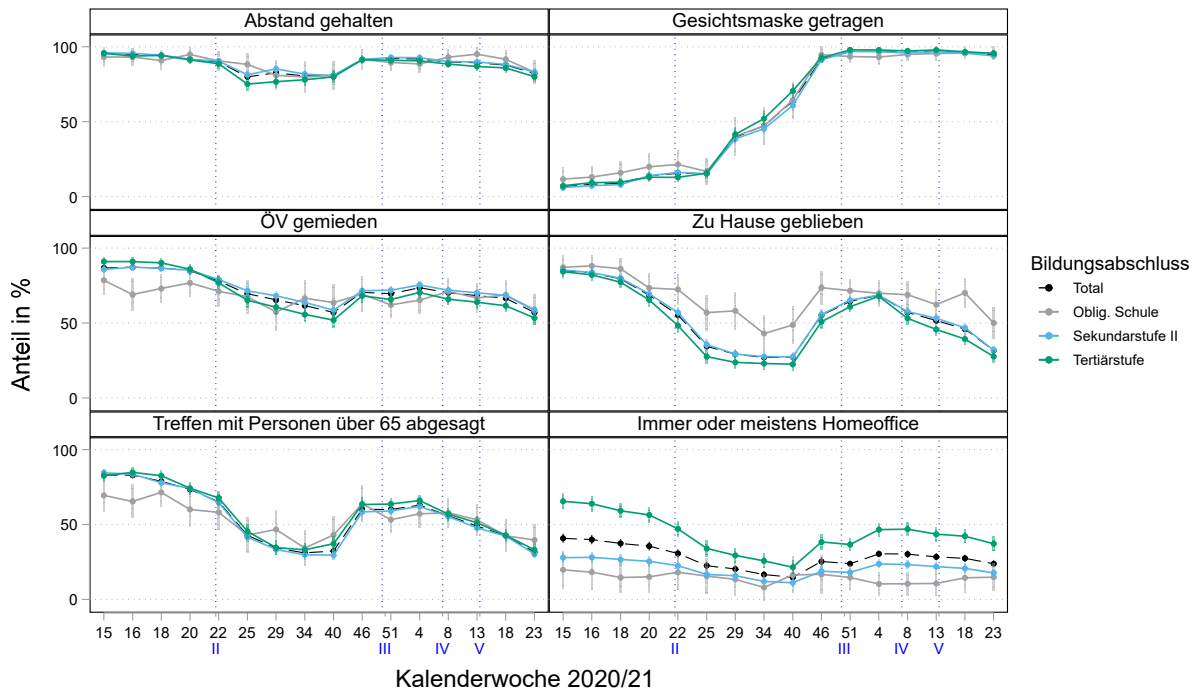 Abstand gehalten
Gesichtsmaske getragen
100
50
0
ÖV gemieden
Zu Hause geblieben
100
50
0
Treffen mit Personen über 65 abgesagt
Immer oder meistens Homeoffice
100
50
0
Anteil in %
15 16 18 20 22 25 29 34 40 46 51 4 8 13 18 23
15 16 18 20 22 25 29 34 40 46 51 4 8 13 18 23
II III IV V
II III IV V
Kalenderwoche 2020/21
Bildungsabschluss
Total
Oblig. Schule
Sekundarstufe II
Tertiärstufe